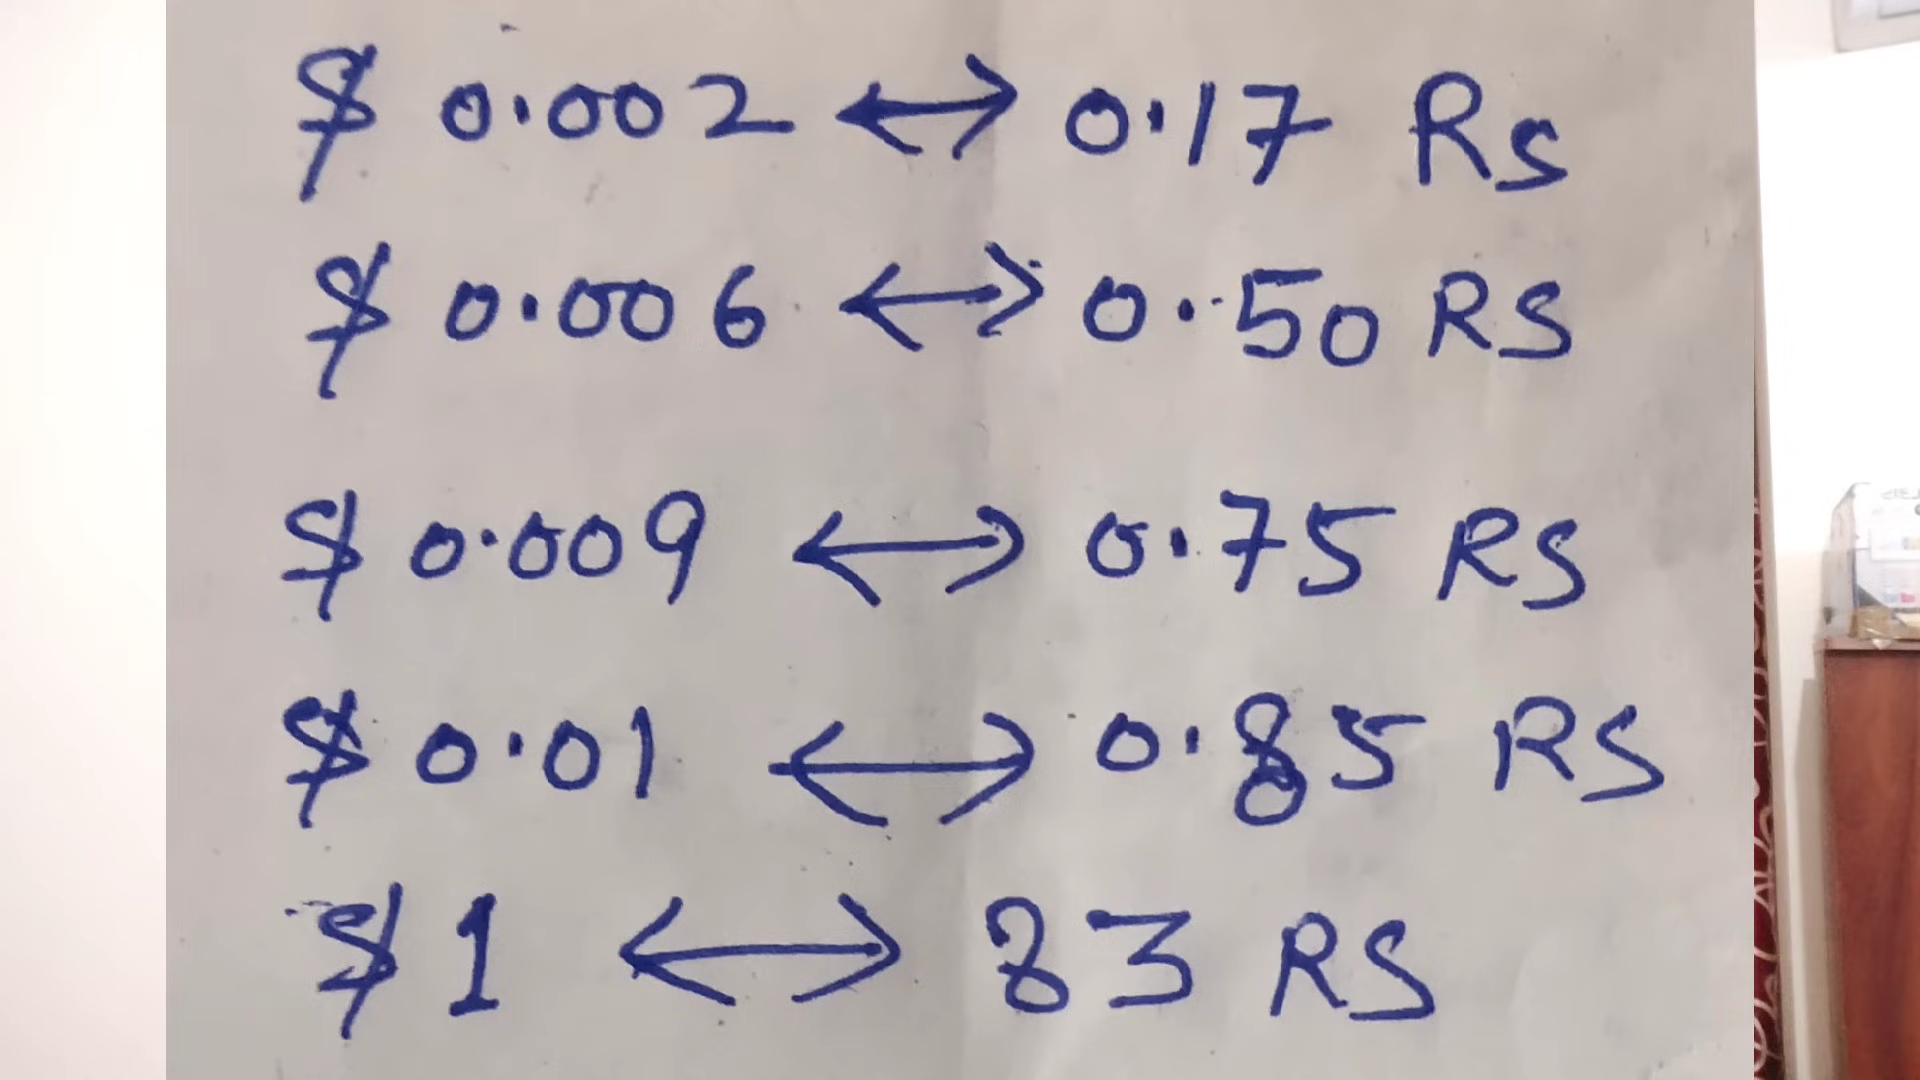 $ 0.002 ↔ 0.17 Rs
$ 0.006 ↔ 0.50 RS
$ 0.009 ↔ 0.75 RS
$ 0.01 ↔ 0.85 RS
$ 1 ↔ 83 RS